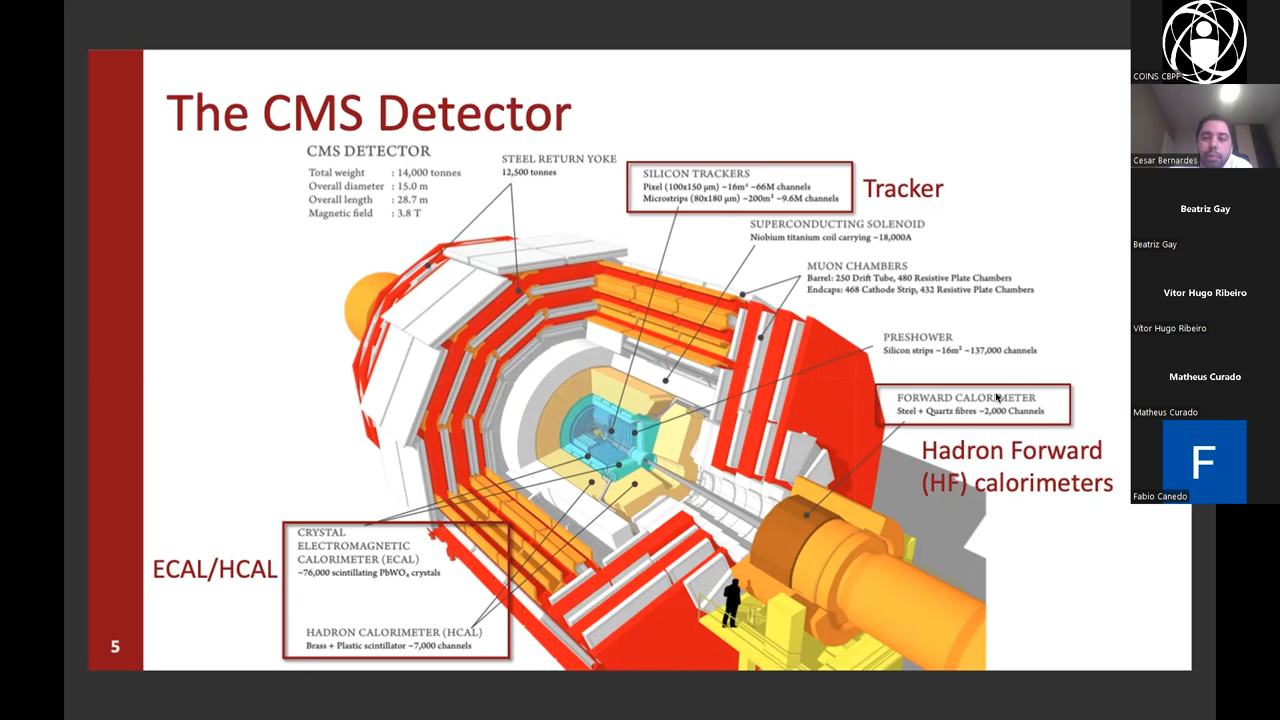 The CMS Detector
CMS DETECTOR
Total weight : 14,000 tonnes
Overall diameter : 15.0 m
Overall length : 28.7 m
Magnetic field : 3.8 T
STEEL RETURN YOKE
12,500 tonnes
SILICON TRACKERS
Pixel (100x150 μm) ~16m² ~66M channels
Microstrips (80x180 μm) ~200m² ~9.6M channels
Tracker
SUPERCONDUCTING SOLENOID
Niobium titanium coil carrying ~18,000A
MUON CHAMBERS
Barrel: 250 Drift Tube, 480 Resistive Plate Chambers
Endcaps: 468 Cathode Strip, 432 Resistive Plate Chambers
PRESHOWER
Silicon strips ~16m² ~137,000 channels
FORWARD CALORIMETER
Steel + Quartz fibres ~2,000 Channels
Hadron Forward
(HF) calorimeters
ECAL/HCAL
CRYSTAL
ELECTROMAGNETIC
CALORIMETER (ECAL)
~76,000 scintillating PbWO₄ crystals
HADRON CALORIMETER (HCAL)
Brass + Plastic scintillator ~7,000 channels
5
COINS CBPF
Cesar Bernardes
Beatriz Gay
Beatriz Gay
Vítor Hugo Ribeiro
Vítor Hugo Ribeiro
Matheus Curado
Matheus Curado
F
Fabio Canedo